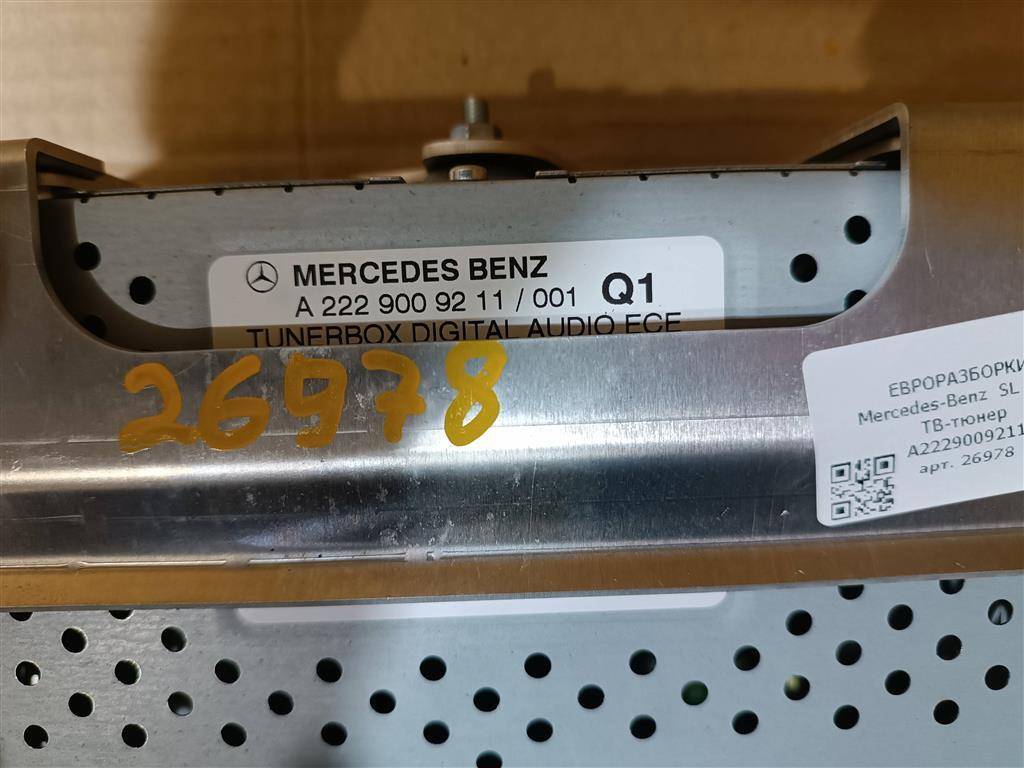 MERCEDES BENZ
A 222 900 92 11 / 001 Q1
TUNERBOX DIGITAL AUDIO ECE
26978
ЕВРОРАЗБОРКИ
Mercedes-Benz SL
ТВ-тюнер
A2229009211
арт. 26978